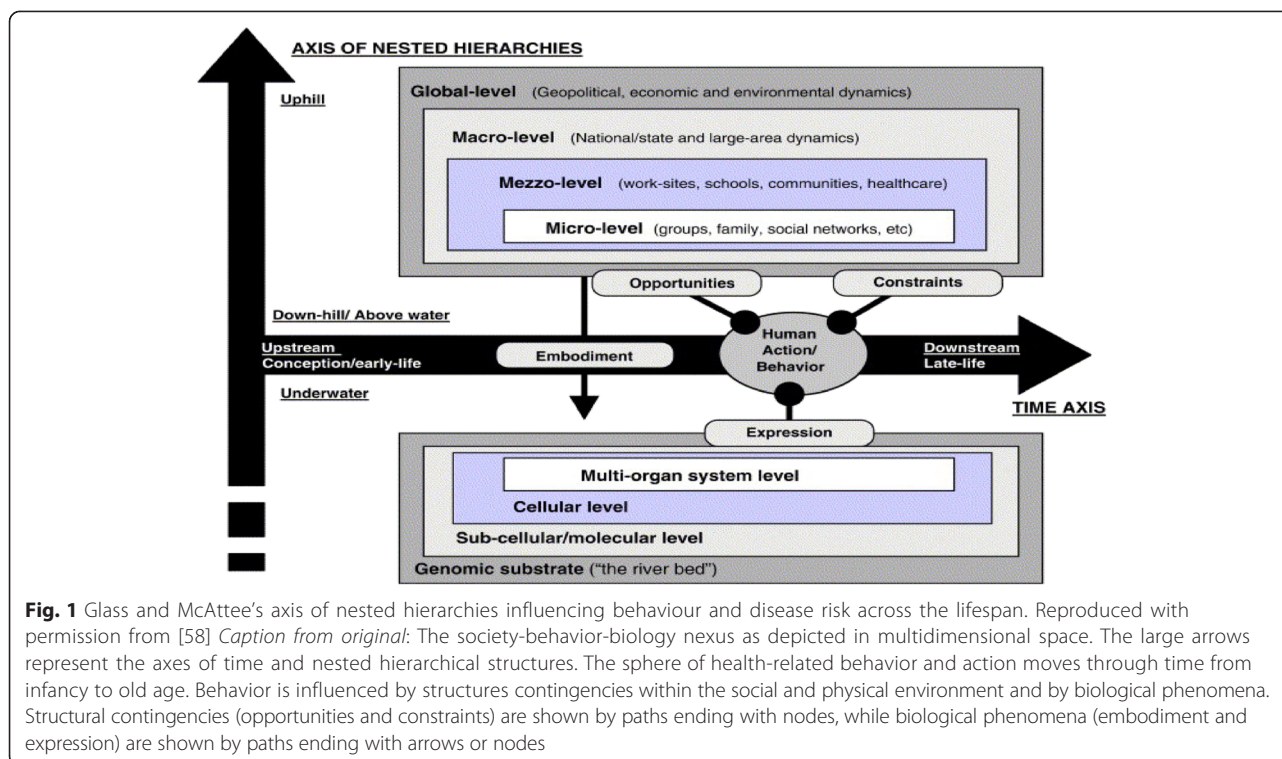 AXIS OF NESTED HIERARCHIES
Uphill
Global-level (Geopolitical, economic and environmental dynamics)
Macro-level (National/state and large-area dynamics)
Mezzo-level (work-sites, schools, communities, healthcare)
Micro-level (groups, family, social networks, etc)
Opportunities
Constraints
Down-hill/ Above water
Upstream
Conception/early-life
Embodiment
Human
Action/
Behavior
Downstream
Late-life
Underwater
TIME AXIS
Expression
Multi-organ system level
Cellular level
Sub-cellular/molecular level
Genomic substrate ("the river bed")
Fig. 1 Glass and McAttee's axis of nested hierarchies influencing behaviour and disease risk across the lifespan. Reproduced with
permission from [58] Caption from original: The society-behavior-biology nexus as depicted in multidimensional space. The large arrows
represent the axes of time and nested hierarchical structures. The sphere of health-related behavior and action moves through time from
infancy to old age. Behavior is influenced by structures contingencies within the social and physical environment and by biological phenomena.
Structural contingencies (opportunities and constraints) are shown by paths ending with nodes, while biological phenomena (embodiment and
expression) are shown by paths ending with arrows or nodes